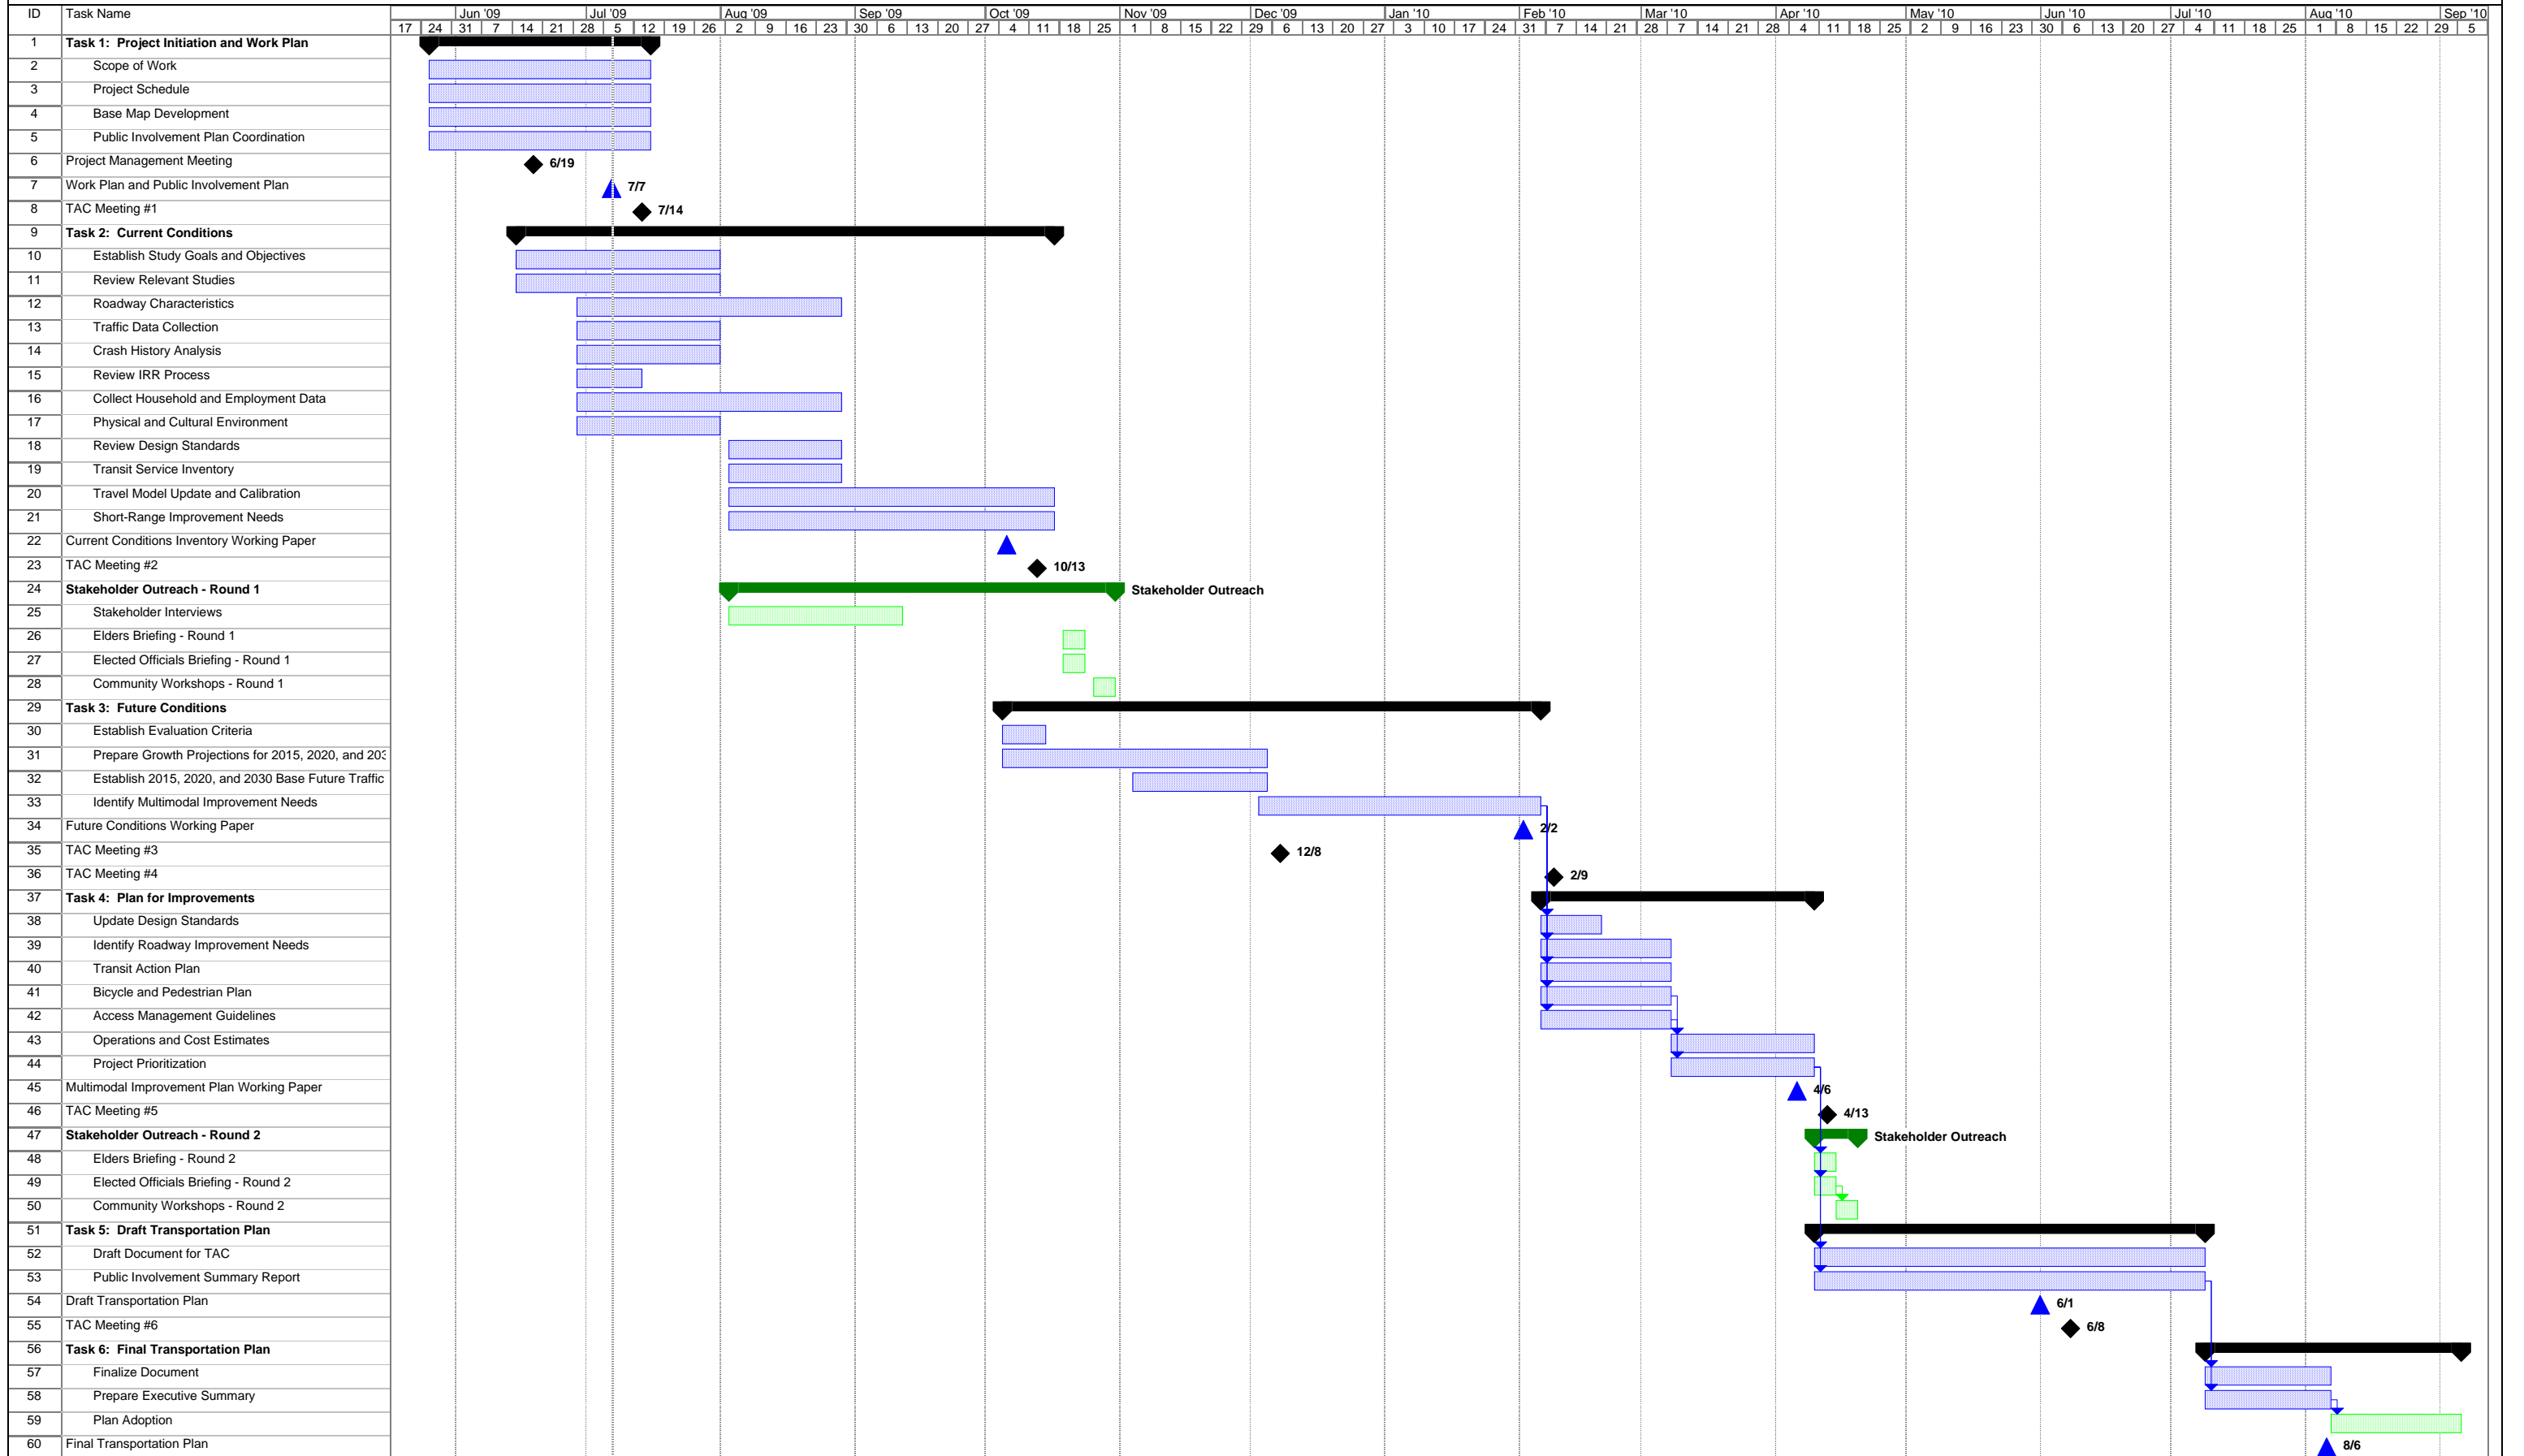 ID Task Name Jun '09 Jul '09 Aug '09 Sep '09 Oct '09 Nov '09 Dec '09 Jan '10 Feb '10 Mar '10 Apr '10 May '10 Jun '10 Jul '10 Aug '10 Sep '10
17 24 31 7 14 21 28 5 12 19 26 2 9 16 23 30 6 13 20 27 4 11 18 25 1 8 15 22 29 6 13 20 27 3 10 17 24 31 7 14 21 28 7 14 21 28 4 11 18 25 2 9 16 23 30 6 13 20 27 4 11 18 25 1 8 15 22 29 5
1 Task 1: Project Initiation and Work Plan
2 Scope of Work
3 Project Schedule
4 Base Map Development
5 Public Involvement Plan Coordination
6 Project Management Meeting 6/19
7 Work Plan and Public Involvement Plan 7/7
8 TAC Meeting #1 7/14
9 Task 2: Current Conditions
10 Establish Study Goals and Objectives
11 Review Relevant Studies
12 Roadway Characteristics
13 Traffic Data Collection
14 Crash History Analysis
15 Review IRR Process
16 Collect Household and Employment Data
17 Physical and Cultural Environment
18 Review Design Standards
19 Transit Service Inventory
20 Travel Model Update and Calibration
21 Short-Range Improvement Needs
22 Current Conditions Inventory Working Paper
23 TAC Meeting #2 10/13
24 Stakeholder Outreach - Round 1 Stakeholder Outreach
25 Stakeholder Interviews
26 Elders Briefing - Round 1
27 Elected Officials Briefing - Round 1
28 Community Workshops - Round 1
29 Task 3: Future Conditions
30 Establish Evaluation Criteria
31 Prepare Growth Projections for 2015, 2020, and 203
32 Establish 2015, 2020, and 2030 Base Future Traffic
33 Identify Multimodal Improvement Needs
34 Future Conditions Working Paper 2/2
35 TAC Meeting #3 12/8
36 TAC Meeting #4 2/9
37 Task 4: Plan for Improvements
38 Update Design Standards
39 Identify Roadway Improvement Needs
40 Transit Action Plan
41 Bicycle and Pedestrian Plan
42 Access Management Guidelines
43 Operations and Cost Estimates
44 Project Prioritization
45 Multimodal Improvement Plan Working Paper 4/6
46 TAC Meeting #5 4/13
47 Stakeholder Outreach - Round 2 Stakeholder Outreach
48 Elders Briefing - Round 2
49 Elected Officials Briefing - Round 2
50 Community Workshops - Round 2
51 Task 5: Draft Transportation Plan
52 Draft Document for TAC
53 Public Involvement Summary Report
54 Draft Transportation Plan 6/1
55 TAC Meeting #6 6/8
56 Task 6: Final Transportation Plan
57 Finalize Document
58 Prepare Executive Summary
59 Plan Adoption
60 Final Transportation Plan 8/6